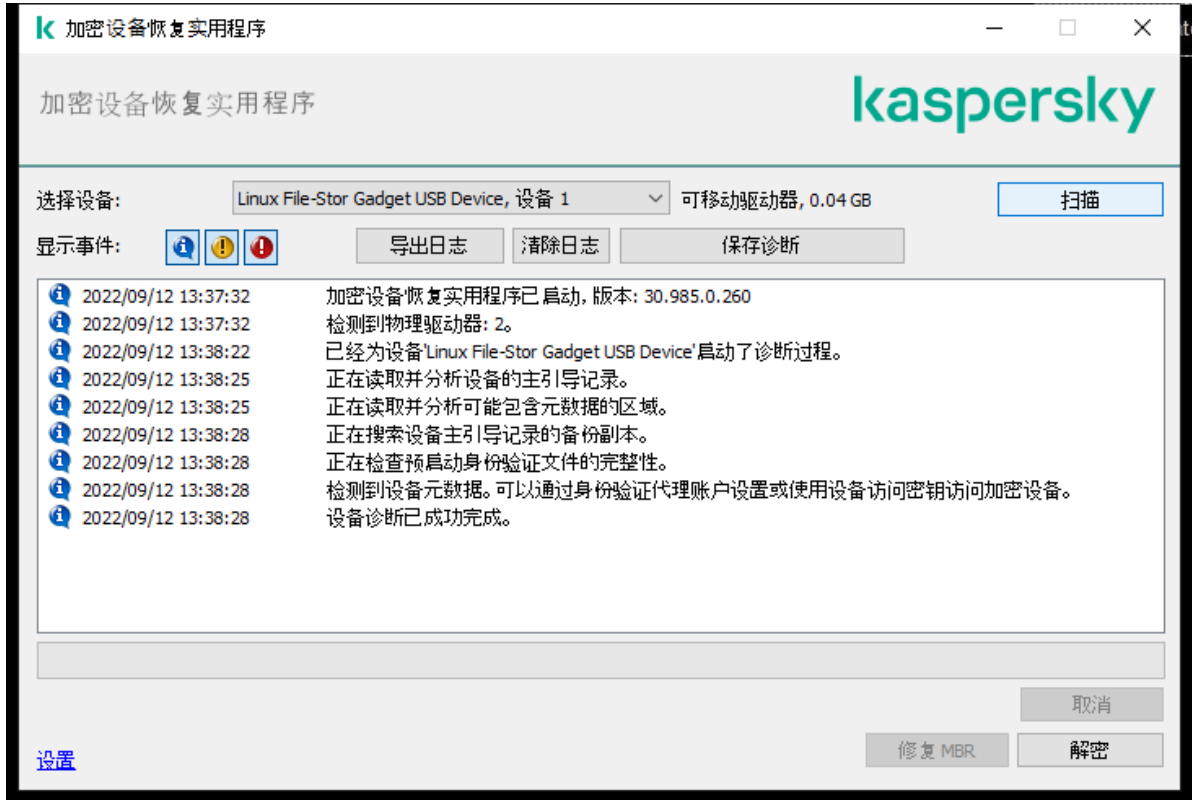 加密设备恢复实用程序
加密设备恢复实用程序
kaspersky
选择设备: Linux File-Stor Gadget USB Device, 设备 1 可移动驱动器, 0.04 GB 扫描
显示事件: 导出日志 清除日志 保存诊断
2022/09/12 13:37:32 加密设备恢复实用程序已启动, 版本: 30.985.0.260
2022/09/12 13:37:32 检测到物理驱动器: 2。
2022/09/12 13:38:22 已经为设备'Linux File-Stor Gadget USB Device'启动了诊断过程。
2022/09/12 13:38:25 正在读取并分析设备的主引导记录。
2022/09/12 13:38:25 正在读取并分析可能包含元数据的区域。
2022/09/12 13:38:28 正在搜索设备主引导记录的备份副本。
2022/09/12 13:38:28 正在检查预启动身份验证文件的完整性。
2022/09/12 13:38:28 检测到设备元数据。可以通过身份验证代理账户设置或使用设备访问密钥访问加密设备。
2022/09/12 13:38:28 设备诊断已成功完成。
取消
设置 修复 MBR 解密